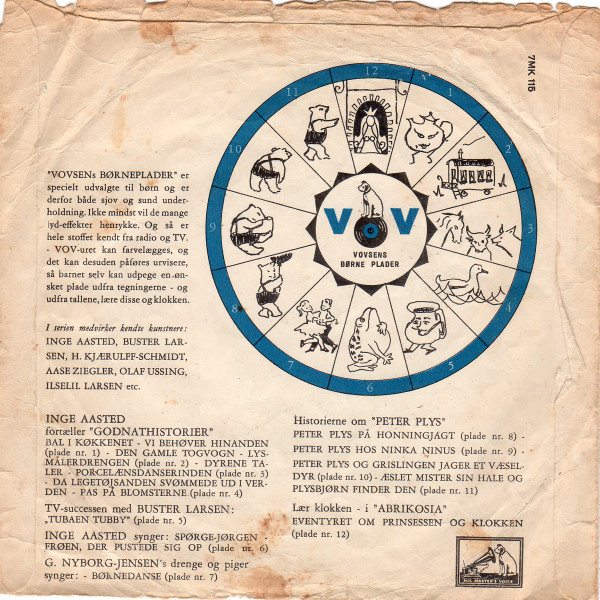 7MK 115
12
1
2
3
4
5
6
7
8
9
10
11
V V
VOVSENS
BØRNE PLADER
"VOVSENs BØRNEPLADER" er
specielt udvalgte til børn og er
derfor både sjov og sund under-
holdning. Ikke mindst vil de mange
lyd-effekter henrykke. Og så er
hele stoffet kendt fra radio og TV.
- VOV-uret kan farvelægges, og
det kan desuden påføres urvisere,
så barnet selv kan udpege en øn-
sket plade udfra tegningerne - og
udfra tallene, lære disse og klokken.
I serien medvirker kendte kunstnere:
INGE AASTED, BUSTER LAR-
SEN, H. KJÆRULFF-SCHMIDT,
AASE ZIEGLER, OLAF USSING,
ILSELIL LARSEN etc.
INGE AASTED
fortæller "GODNATHISTORIER"
BAL I KØKKENET - VI BEHØVER HINANDEN
(plade nr. 1) - DEN GAMLE TOGVOGN - LYS-
MÅLERDRENGEN (plade nr. 2) - DYRENE TA-
LER - PORCELÆNSDANSERINDEN (plade nr. 3)
- DA LEGETØJSANDEN SVØMMEDE UD I VER-
DEN - PAS PÅ BLOMSTERNE (plade nr. 4)
TV-successen med BUSTER LARSEN:
„TUBAEN TUBBY" (plade nr. 5)
INGE AASTED synger: SPØRGE-JØRGEN -
FRØEN, DER PUSTEDE SIG OP (plade nr. 6)
G. NYBORG-JENSEN's drenge og piger
synger: - BØRNEDANSE (plade nr. 7)
Historierne om "PETER PLYS"
PETER PLYS PÅ HONNINGJAGT (plade nr. 8) -
PETER PLYS HOS NINKA NINUS (plade nr. 9) -
PETER PLYS OG GRISLINGEN JAGER ET VÆSEL-
DYR (plade nr. 10) - ÆSLET MISTER SIN HALE OG
PLYSBJØRN FINDER DEN (plade nr. 11)
Lær klokken - i "ABRIKOSIA"
EVENTYRET OM PRINSESSEN OG KLOKKEN
(plade nr. 12)
HIS MASTER'S VOICE